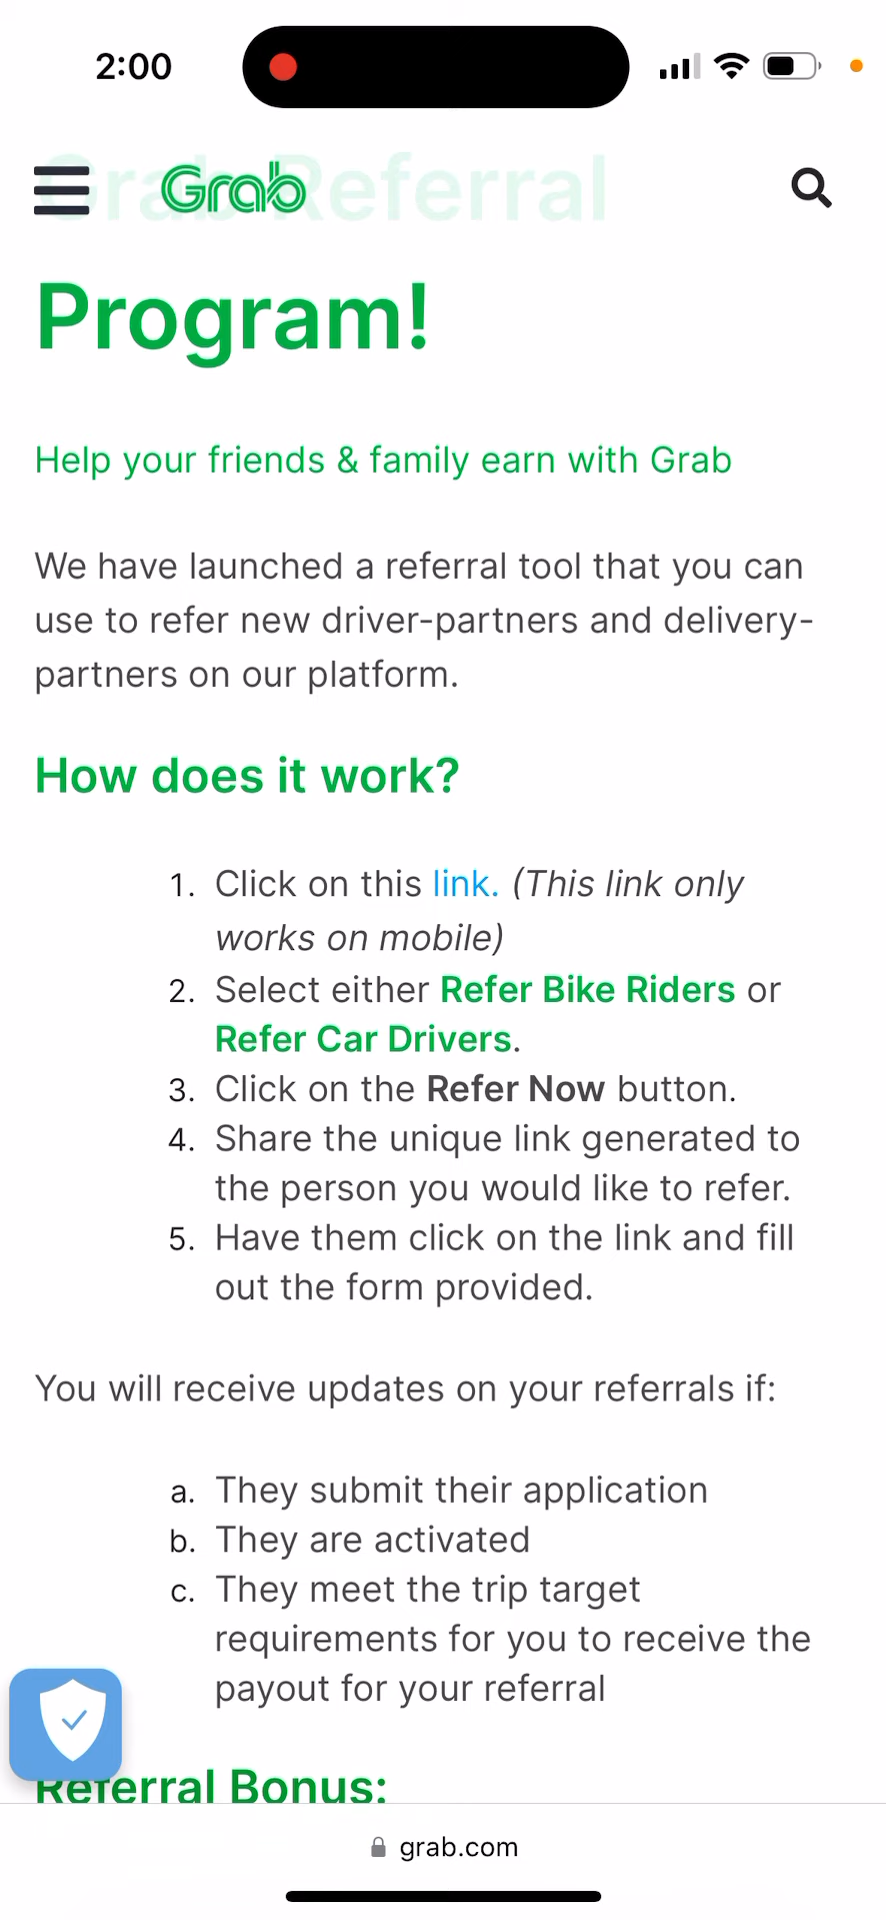 2:00
Grab Referral
Grab
Program!
Help your friends & family earn with Grab
We have launched a referral tool that you can
use to refer new driver-partners and delivery-
partners on our platform.
How does it work?
1. Click on this link. (This link only
works on mobile)
2. Select either Refer Bike Riders or
Refer Car Drivers.
3. Click on the Refer Now button.
4. Share the unique link generated to
the person you would like to refer.
5. Have them click on the link and fill
out the form provided.
You will receive updates on your referrals if:
a. They submit their application
b. They are activated
c. They meet the trip target
requirements for you to receive the
payout for your referral
Referral Bonus:
grab.com